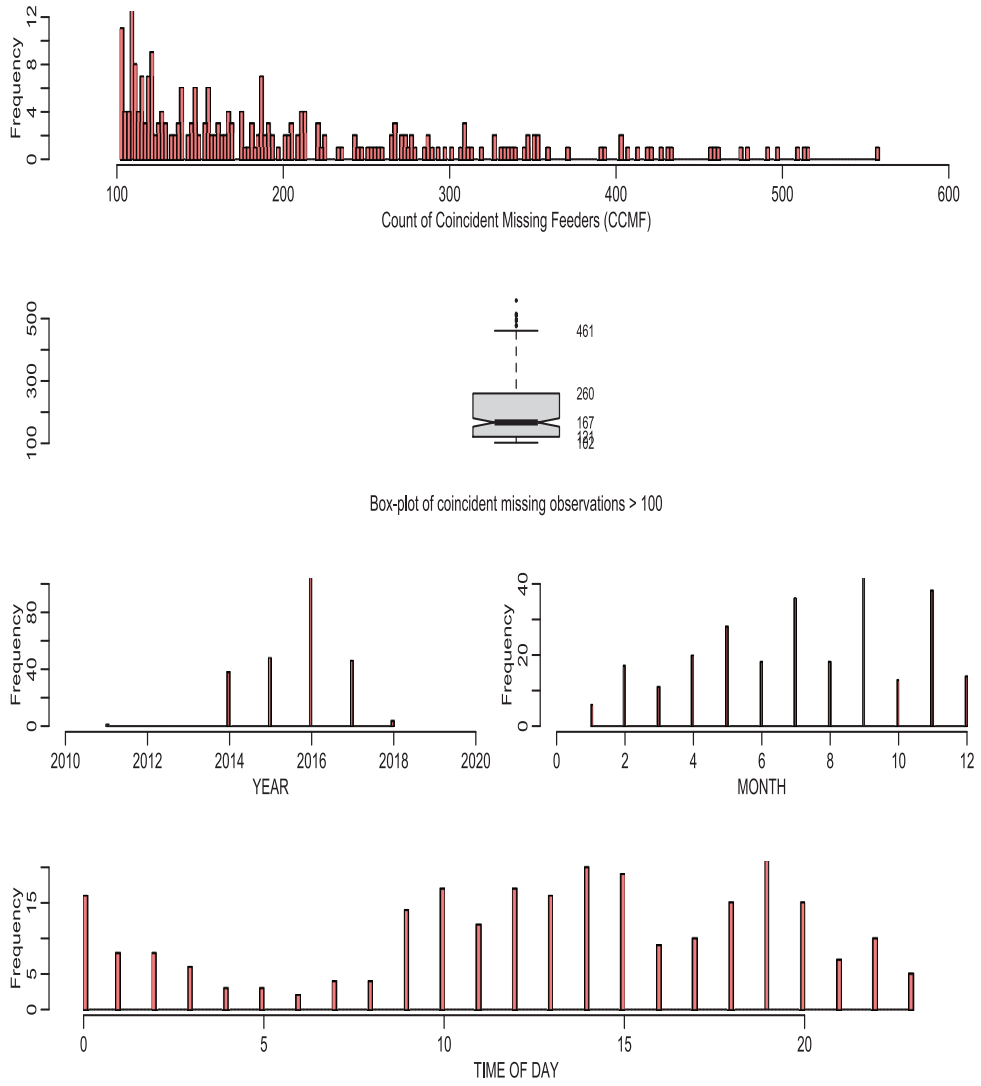 Frequency
0 4 8 12
100 200 300 400 500 600
Count of Coincident Missing Feeders (CCMF)
100 300 500
461
260
167
121
102
Box-plot of coincident missing observations > 100
Frequency
0 40 80
2010 2012 2014 2016 2018 2020
YEAR
Frequency
0 20 40
0 2 4 6 8 10 12
MONTH
Frequency
0 5 15
0 5 10 15 20
TIME OF DAY